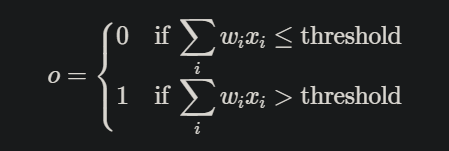 o = { 0 if ∑_i w_i x_i ≤ threshold
1 if ∑_i w_i x_i > threshold